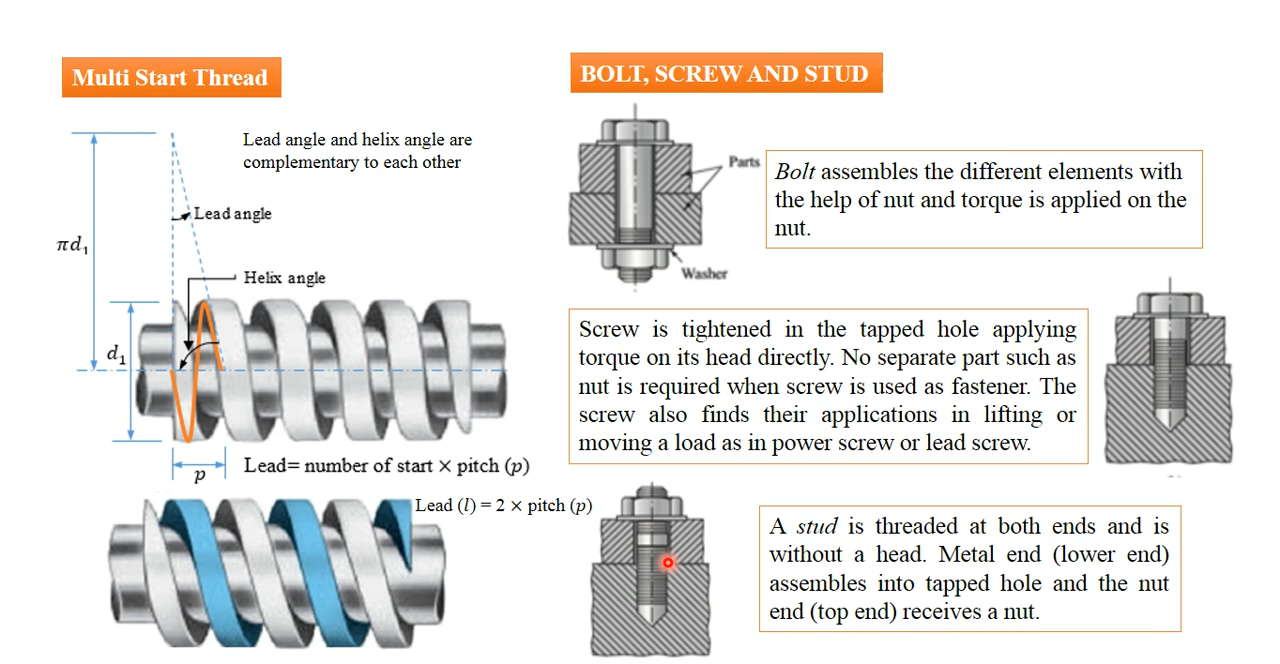 Multi Start Thread
Lead angle and helix angle are
complementary to each other
Lead angle
πd₁
Helix angle
d₁
p
Lead= number of start × pitch (p)
Lead (l) = 2 × pitch (p)
BOLT, SCREW AND STUD
Parts
Washer
Bolt assembles the different elements with
the help of nut and torque is applied on the
nut.
Screw is tightened in the tapped hole applying
torque on its head directly. No separate part such as
nut is required when screw is used as fastener. The
screw also finds their applications in lifting or
moving a load as in power screw or lead screw.
A stud is threaded at both ends and is
without a head. Metal end (lower end)
assembles into tapped hole and the nut
end (top end) receives a nut.